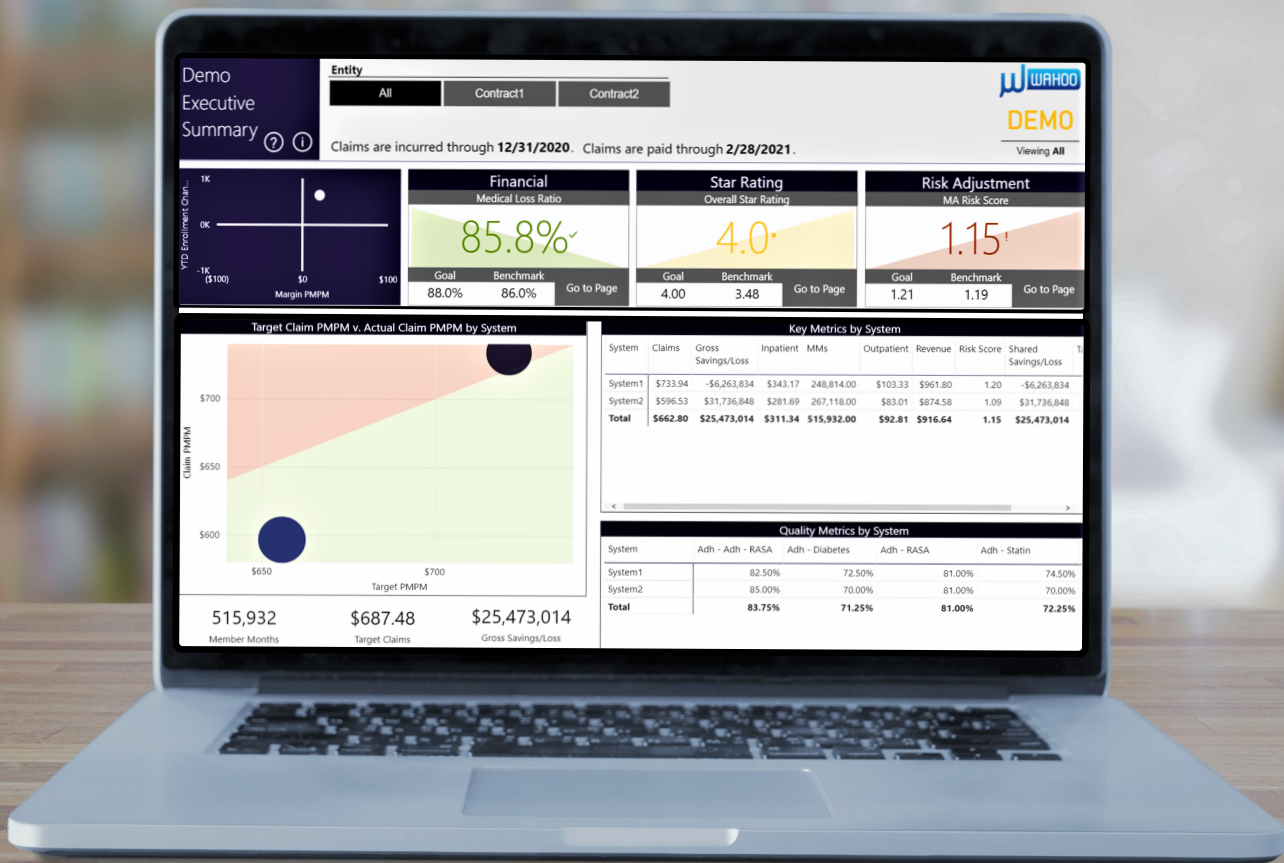 Demo
Executive
Summary
? i
Entity
All Contract1 Contract2
Claims are incurred through 12/31/2020. Claims are paid through 2/28/2021.
WAHOO
DEMO
Viewing All
YTD Enrollment Chan...
1K
0K
-1K
($100) $0 $100
Margin PMPM
Financial
Medical Loss Ratio
85.8%
Goal Benchmark
88.0% 86.0%
Go to Page
Star Rating
Overall Star Rating
4.0
Goal Benchmark
4.00 3.48
Go to Page
Risk Adjustment
MA Risk Score
1.15!
Goal Benchmark
1.21 1.19
Go to Page
Target Claim PMPM v. Actual Claim PMPM by System
Claim PMPM
$700
$650
$600
$650 $700
Target PMPM
515,932 $687.48 $25,473,014
Member Months Target Claims Gross Savings/Loss
Key Metrics by System
System Claims Gross Inpatient MMs Outpatient Revenue Risk Score Shared
Savings/Loss Savings/Loss
System1 $733.94 -$6,263,834 $343.17 248,814.00 $103.33 $961.80 1.20 -$6,263,834
System2 $596.53 $31,736,848 $281.69 267,118.00 $83.01 $874.58 1.09 $31,736,848
Total $662.80 $25,473,014 $311.34 515,932.00 $92.81 $916.64 1.15 $25,473,014
Quality Metrics by System
System Adh - Adh - RASA Adh - Diabetes Adh - RASA Adh - Statin
System1 82.50% 72.50% 81.00% 74.50%
System2 85.00% 70.00% 81.00% 70.00%
Total 83.75% 71.25% 81.00% 72.25%